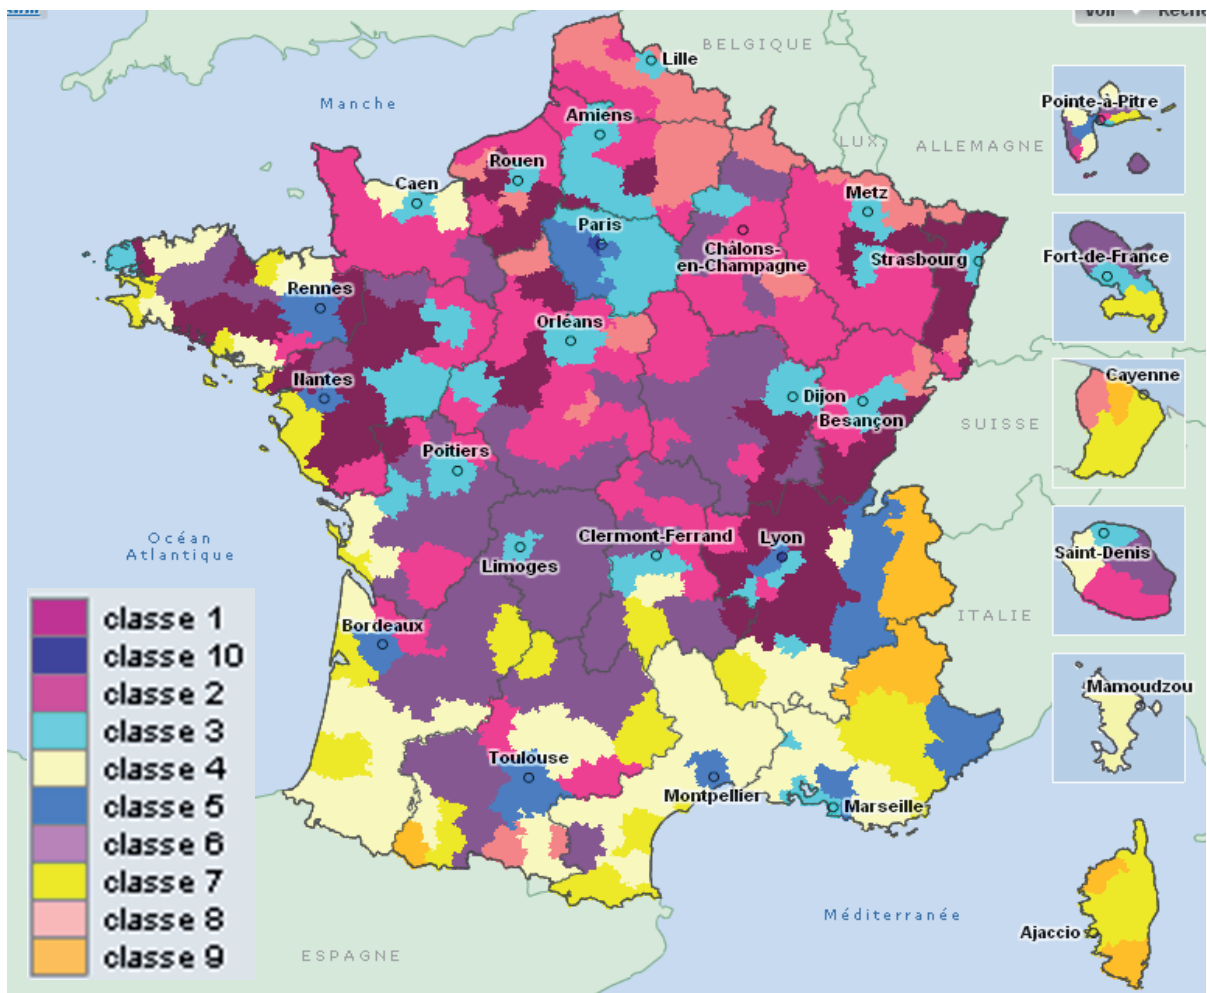 Voir
BELGIQUE
Lille
Manche
Pointe-à-Pitre
Amiens
LUX.
ALLEMAGNE
Rouen
Caen
Metz
Paris
Châlons-
en-Champagne
Strasbourg
Fort-de-France
Rennes
Orléans
Nantes
Dijon
Besançon
Cayenne
SUISSE
Poitiers
Océan
Atlantique
Clermont-Ferrand
Lyon
Limoges
Saint-Denis
ITALIE
classe 1
classe 10
classe 2
classe 3
classe 4
classe 5
classe 6
classe 7
classe 8
classe 9
Bordeaux
Mamoudzou
Toulouse
Montpellier
Marseille
Méditerranée
Ajaccio
ESPAGNE